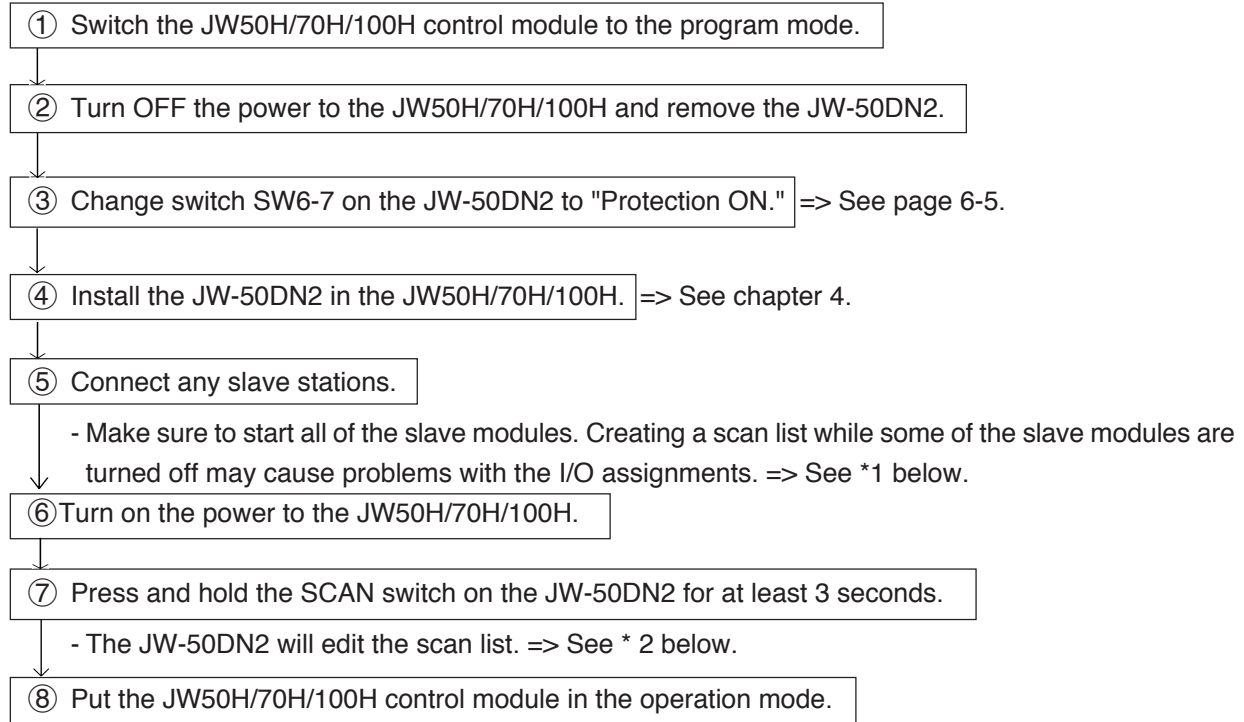 ① Switch the JW50H/70H/100H control module to the program mode.
② Turn OFF the power to the JW50H/70H/100H and remove the JW-50DN2.
③ Change switch SW6-7 on the JW-50DN2 to "Protection ON." => See page 6-5.
④ Install the JW-50DN2 in the JW50H/70H/100H. => See chapter 4.
⑤ Connect any slave stations.
- Make sure to start all of the slave modules. Creating a scan list while some of the slave modules are
turned off may cause problems with the I/O assignments. => See *1 below.
⑥Turn on the power to the JW50H/70H/100H.
⑦ Press and hold the SCAN switch on the JW-50DN2 for at least 3 seconds.
- The JW-50DN2 will edit the scan list. => See * 2 below.
⑧ Put the JW50H/70H/100H control module in the operation mode.